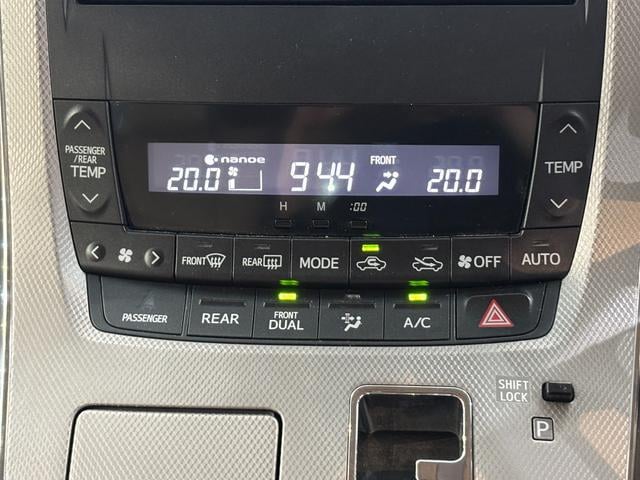 nanoe
FRONT
20.0
9:44
20.0
H M :00
PASSENGER
/REAR
TEMP
TEMP
FRONT
REAR
MODE
OFF
AUTO
PASSENGER
REAR
FRONT
DUAL
A/C
SHIFT
LOCK
P